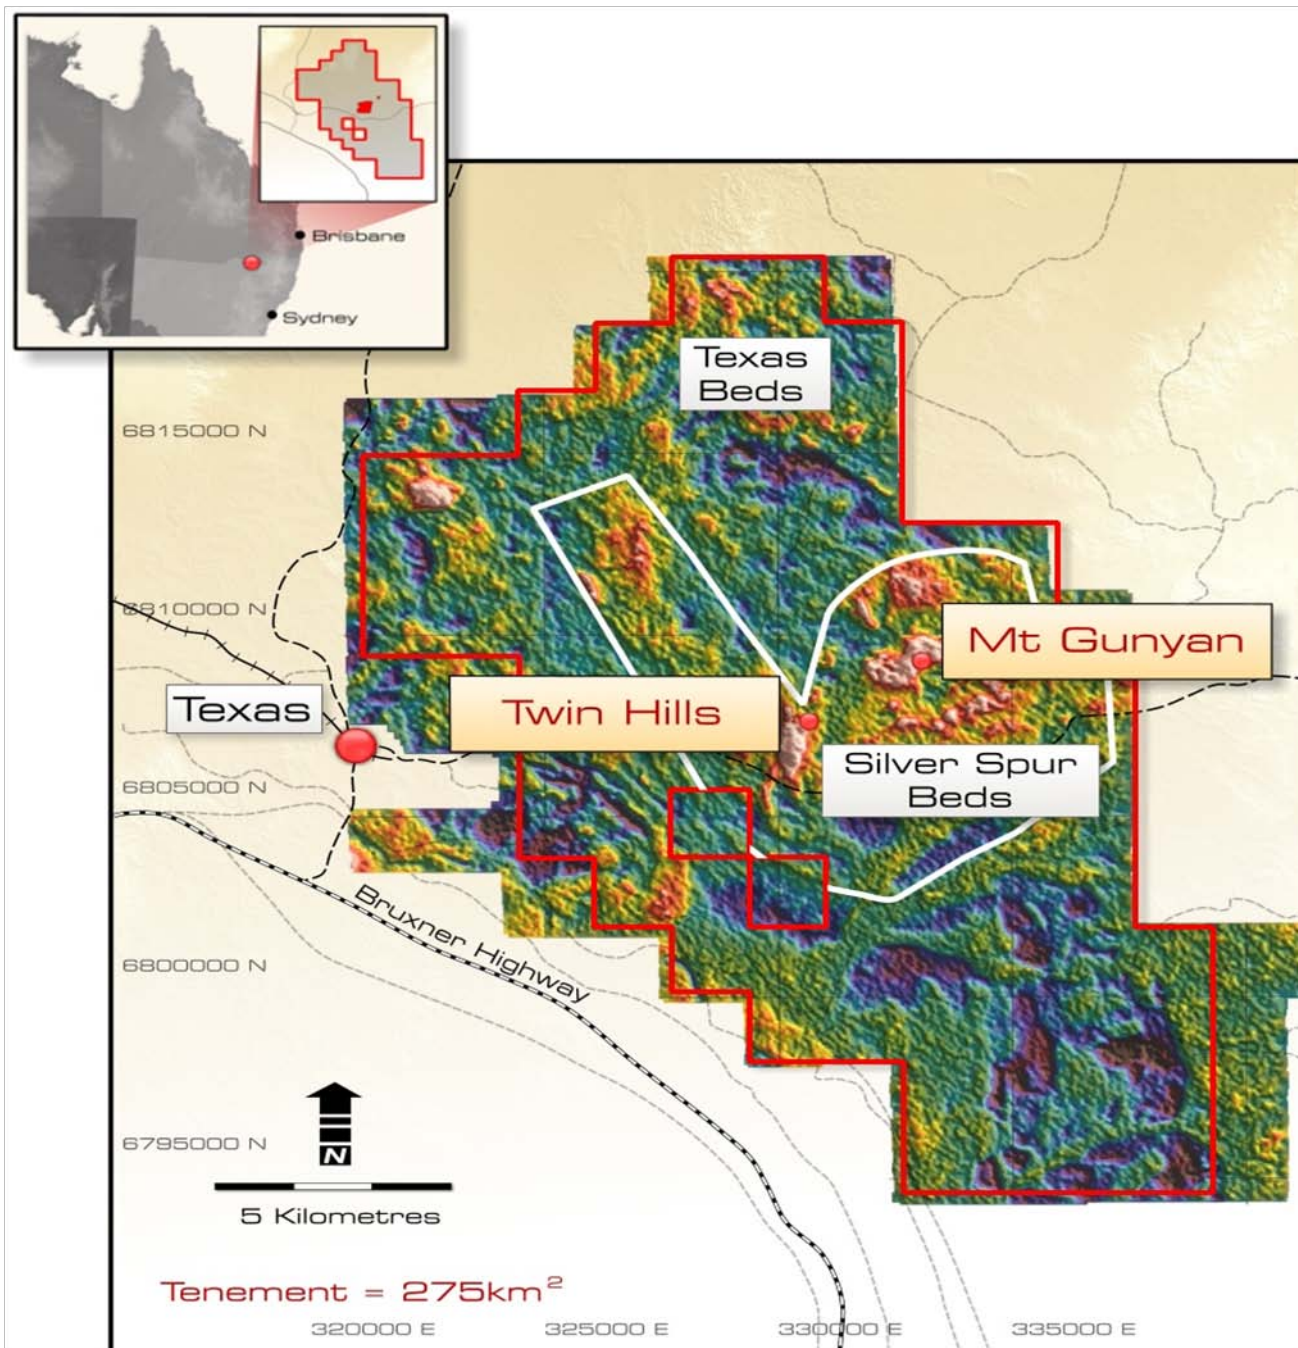 Brisbane
Sydney
Texas
Beds
6815000 N
6810000 N
Mt Gunyan
Texas
Twin Hills
Silver Spur
Beds
6805000 N
Bruxner Highway
6800000 N
6795000 N
N
5 Kilometres
Tenement = 275km²
320000 E
325000 E
330000 E
335000 E